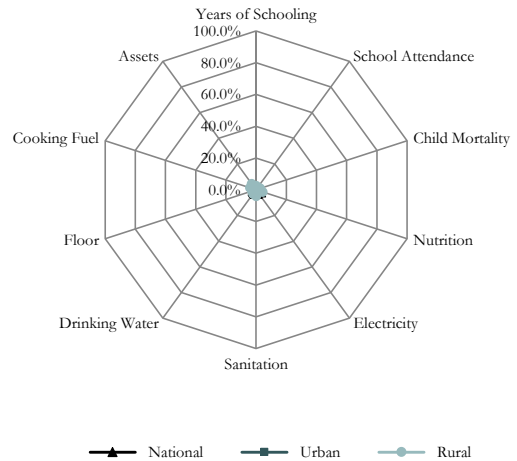 Years of Schooling
100.0%
Assets
School Attendance
80.0%
60.0%
Cooking Fuel
40.0%
Child Mortality
20.0%
0.0%
Floor
Nutrition
Drinking Water
Electricity
Sanitation
National Urban Rural